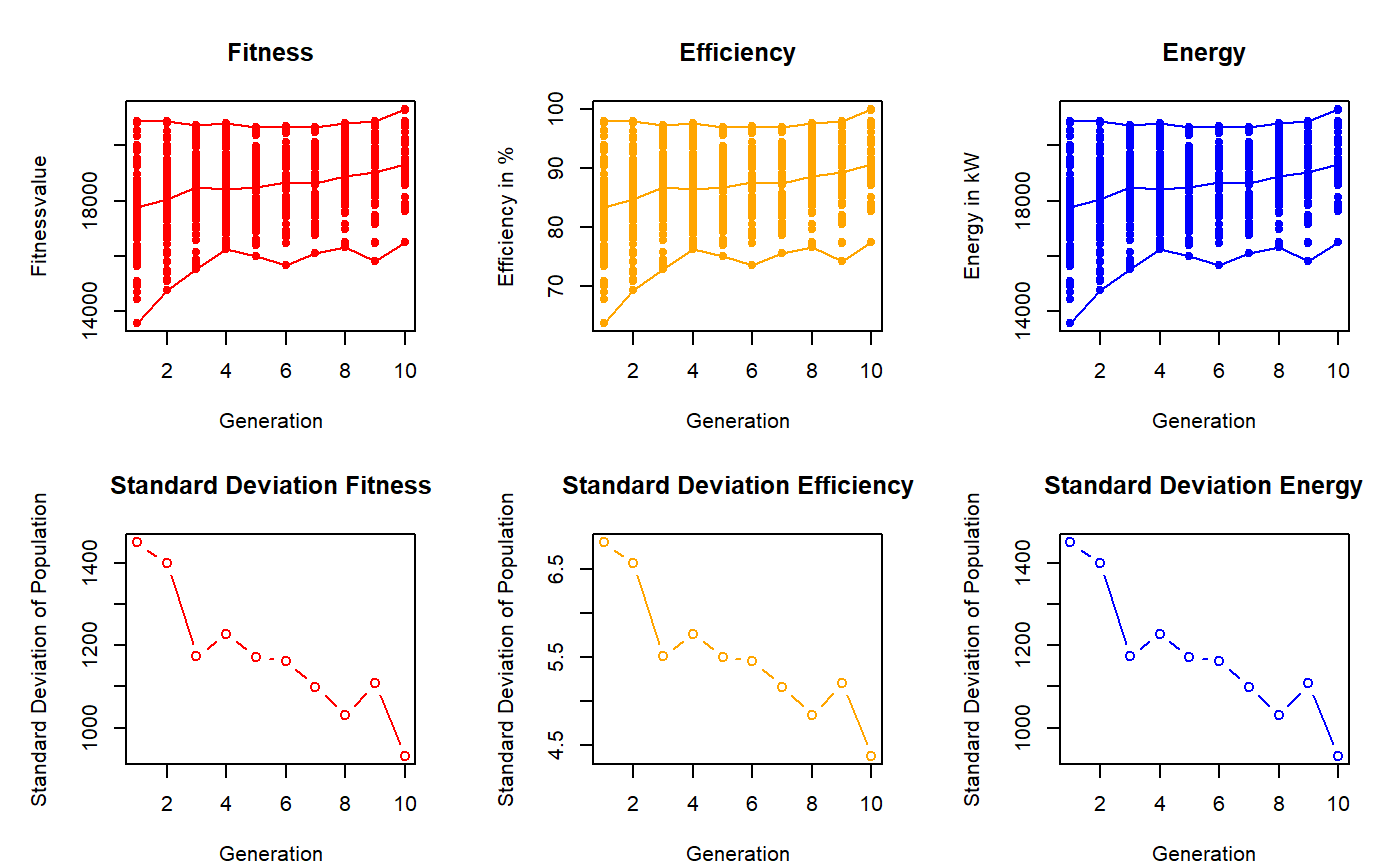 Fitness
Efficiency
Energy
Fitnessvalue
14000
18000
2 4 6 8 10
Generation
Efficiency in %
70 80 90 100
2 4 6 8 10
Generation
Energy in kW
14000
18000
2 4 6 8 10
Generation
Standard Deviation Fitness
Standard Deviation Efficiency
Standard Deviation Energy
Standard Deviation of Population
1000 1200 1400
2 4 6 8 10
Generation
Standard Deviation of Population
4.5 5.5 6.5
2 4 6 8 10
Generation
Standard Deviation of Population
1000 1200 1400
2 4 6 8 10
Generation